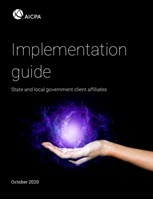 AICPA
Implementation
guide
State and local government client affiliates
October 2020